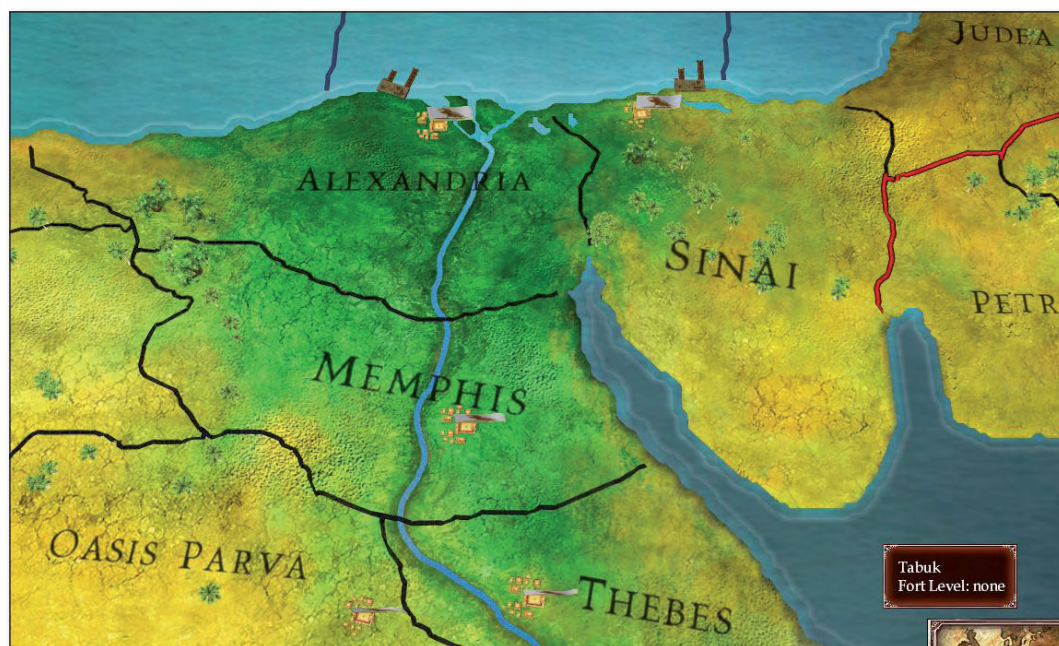 JUDEA
ALEXANDRIA
SINAI
PETR
MEMPHIS
OASIS PARVA
THEBES
Tabuk
Fort Level: none